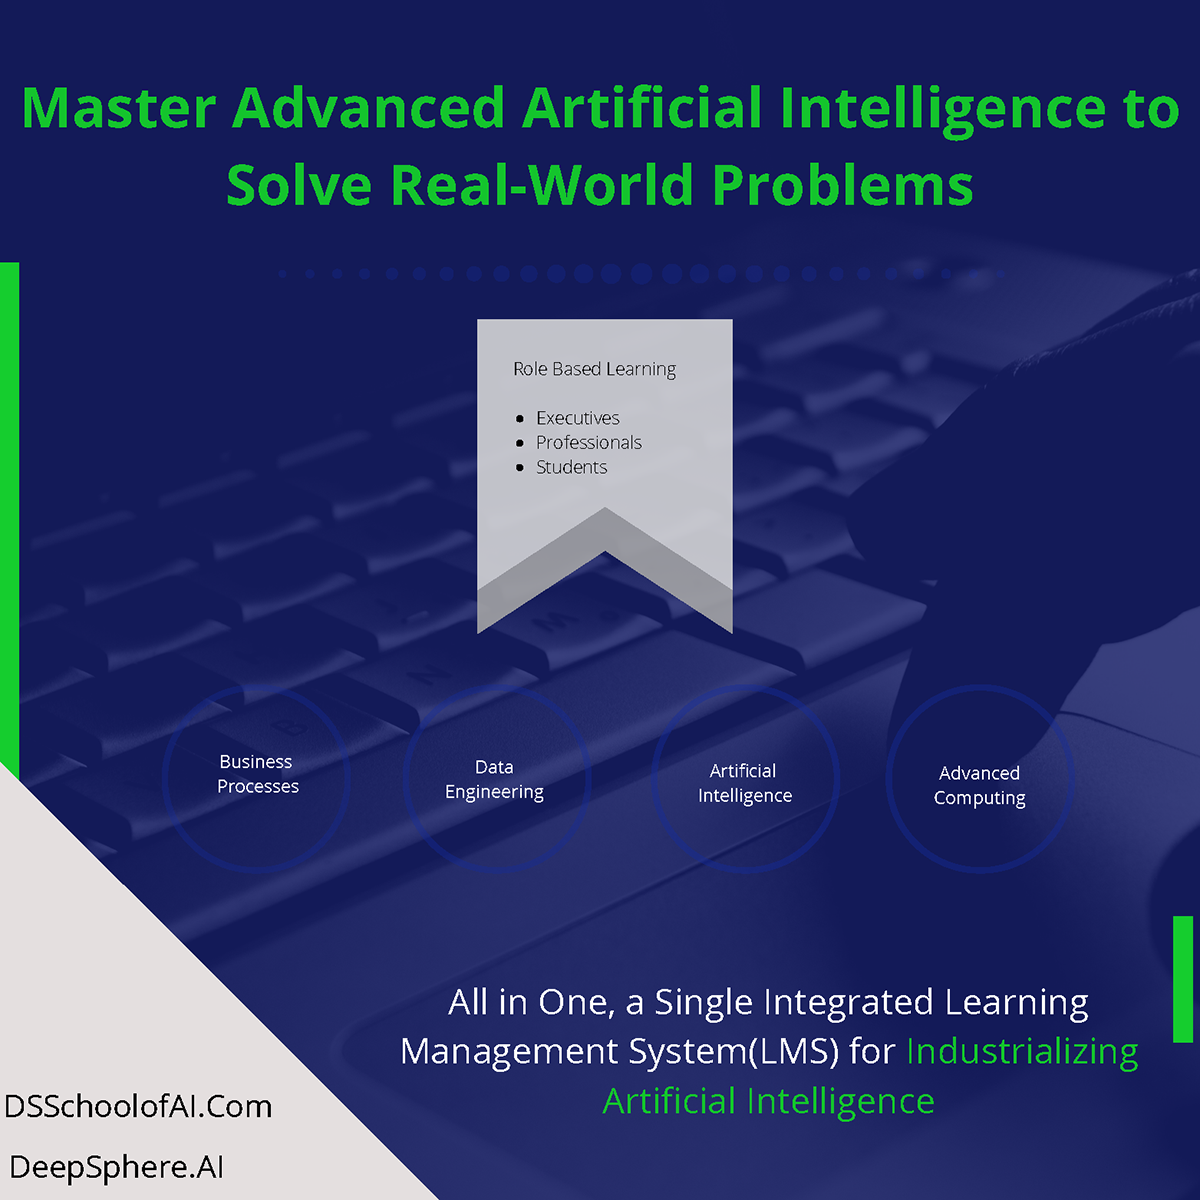 Master Advanced Artificial Intelligence to
Solve Real-World Problems
Role Based Learning
• Executives
• Professionals
• Students
Business
Processes
Data
Engineering
Artificial
Intelligence
Advanced
Computing
All in One, a Single Integrated Learning
Management System(LMS) for Industrializing
Artificial Intelligence
DSSchoolofAI.Com
DeepSphere.AI